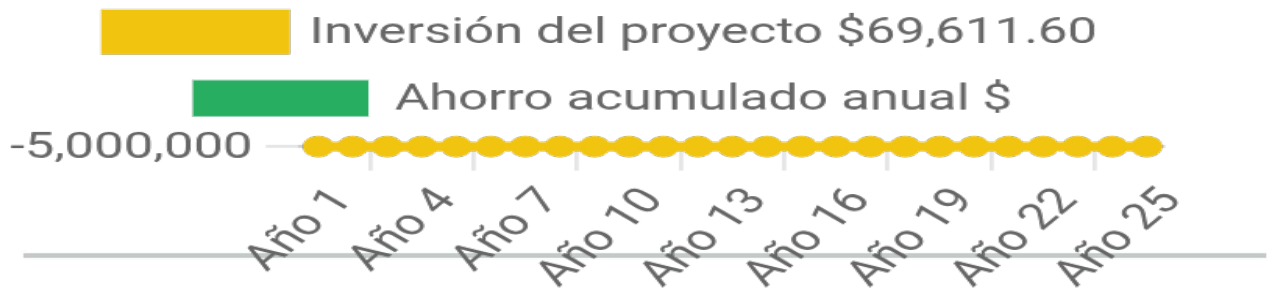 Inversión del proyecto $69,611.60
Ahorro acumulado anual $
-5,000,000
Año 1
Año 4
Año 7
Año 10
Año 13
Año 16
Año 19
Año 22
Año 25